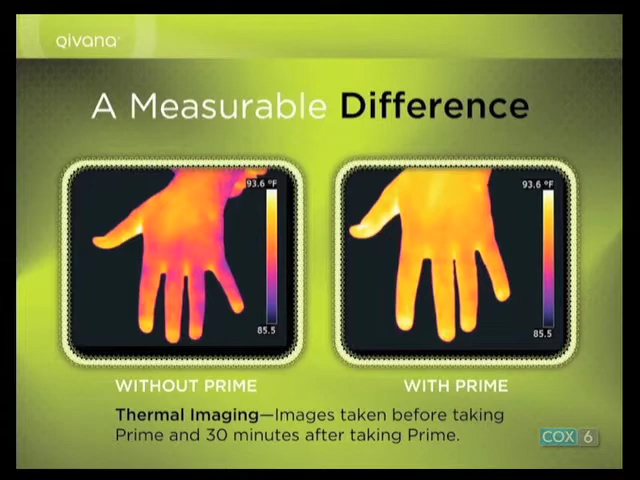 Qivana
A Measurable Difference
93.6 °F
85.5
93.6 °F
85.5
WITHOUT PRIME
WITH PRIME
Thermal Imaging—Images taken before taking
Prime and 30 minutes after taking Prime.
COX 6